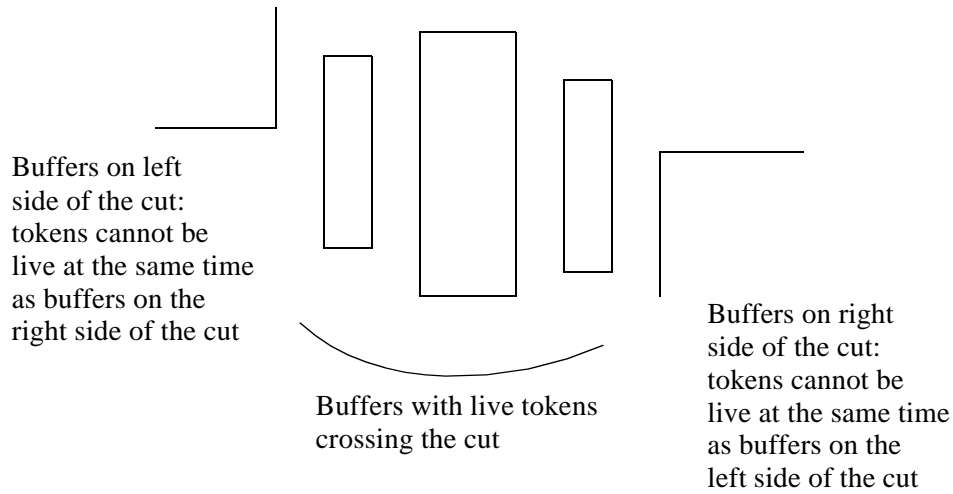 Buffers on left
side of the cut:
tokens cannot be
live at the same time
as buffers on the
right side of the cut
Buffers with live tokens
crossing the cut
Buffers on right
side of the cut:
tokens cannot be
live at the same time
as buffers on the
left side of the cut